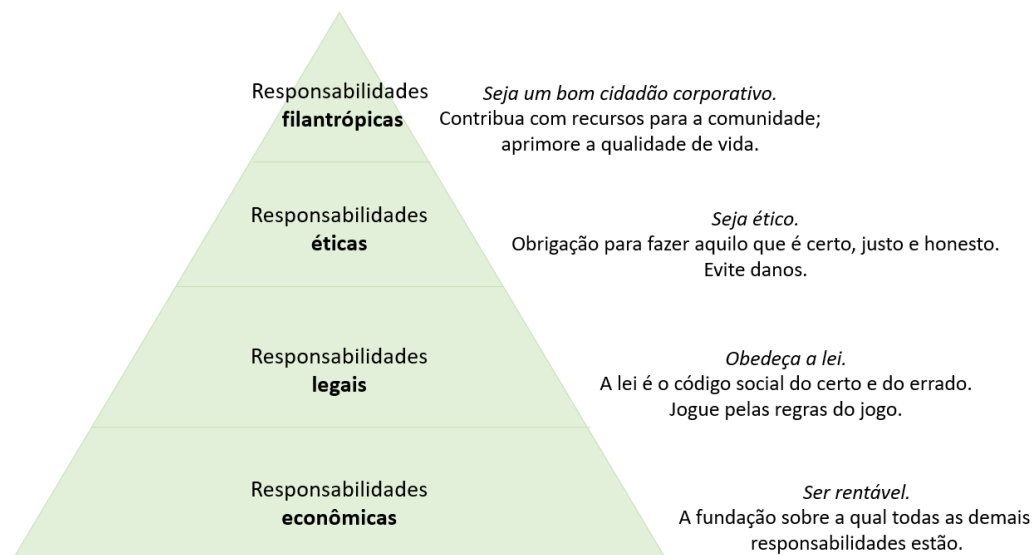 Responsabilidades
filantrópicas
Seja um bom cidadão corporativo.
Contribua com recursos para a comunidade;
aprimore a qualidade de vida.
Responsabilidades
éticas
Seja ético.
Obrigação para fazer aquilo que é certo, justo e honesto.
Evite danos.
Responsabilidades
legais
Obedeça a lei.
A lei é o código social do certo e do errado.
Jogue pelas regras do jogo.
Responsabilidades
econômicas
Ser rentável.
A fundação sobre a qual todas as demais
responsabilidades estão.